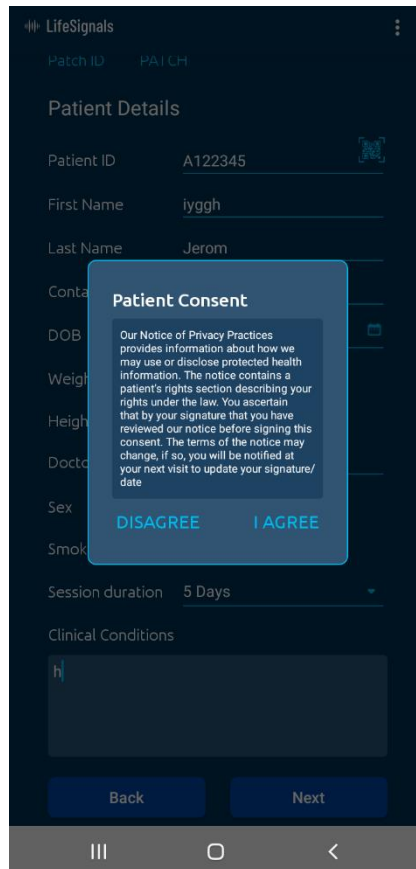 LifeSignals
Patch ID PATCH
Patient Details
Patient ID A122345
First Name iyggh
Last Name Jerom
Conta
DOB
Weigh
Heigh
Docto
Sex
Smok
Patient Consent
Our Notice of Privacy Practices
provides information about how we
may use or disclose protected health
information. The notice contains a
patient's rights section describing your
rights under the law. You ascertain
that by your signature that you have
reviewed our notice before signing this
consent. The terms of the notice may
change, if so, you will be notified at
your next visit to update your signature/
date
DISAGREE I AGREE
Session duration 5 Days
Clinical Conditions
h
Back Next